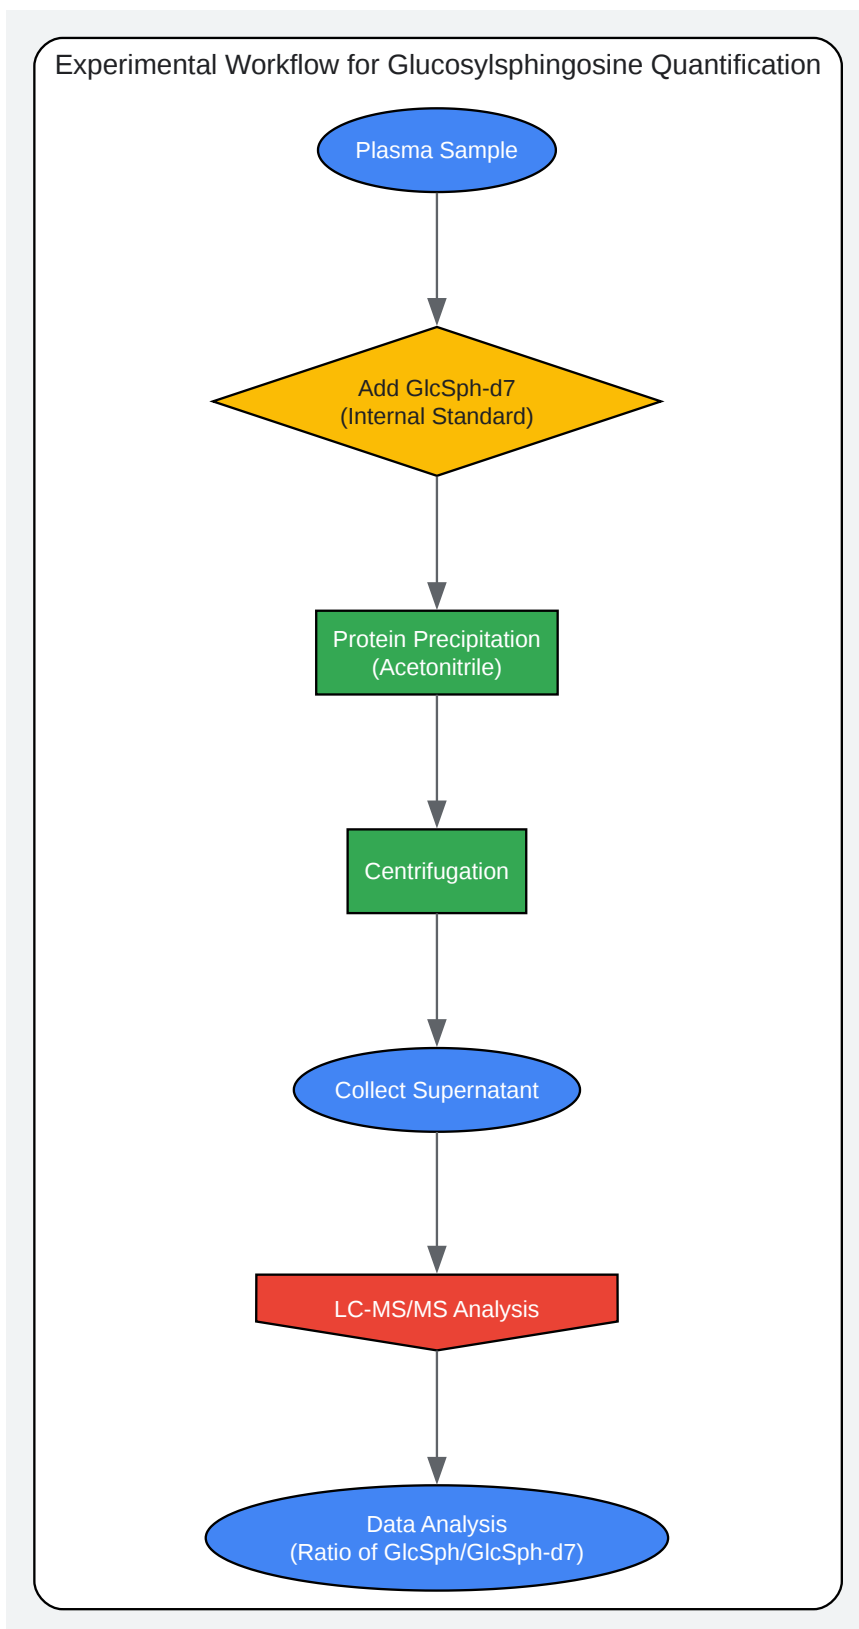 Experimental Workflow for Glucosylsphingosine Quantification
Plasma Sample
Add GlcSph-d7
(Internal Standard)
Protein Precipitation
(Acetonitrile)
Centrifugation
Collect Supernatant
LC-MS/MS Analysis
Data Analysis
(Ratio of GlcSph/GlcSph-d7)